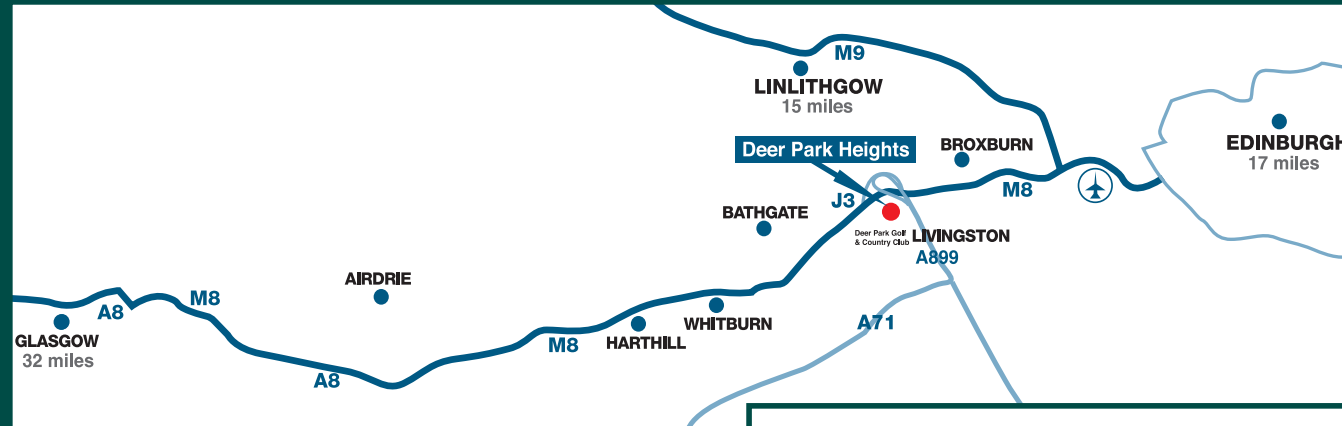 M9
LINLITHGOW
15 miles
EDINBURGH
17 miles
Deer Park Heights
BROXBURN
M8
J3
BATHGATE
Deer Park Golf
& Country Club
LIVINGSTON
A899
AIRDRIE
M8
A8
GLASGOW
32 miles
WHITBURN
A71
HARTHILL
M8
A8